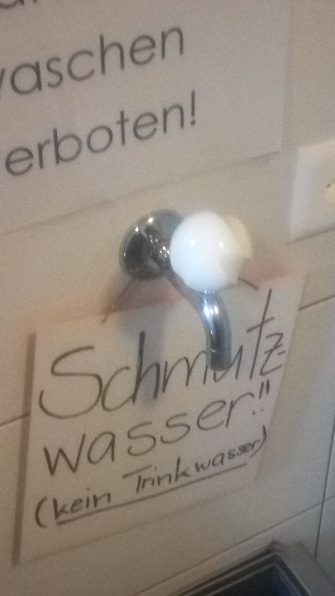 waschen
erboten!
Schmutz-
wasser!!
(kein Trinkwasser)